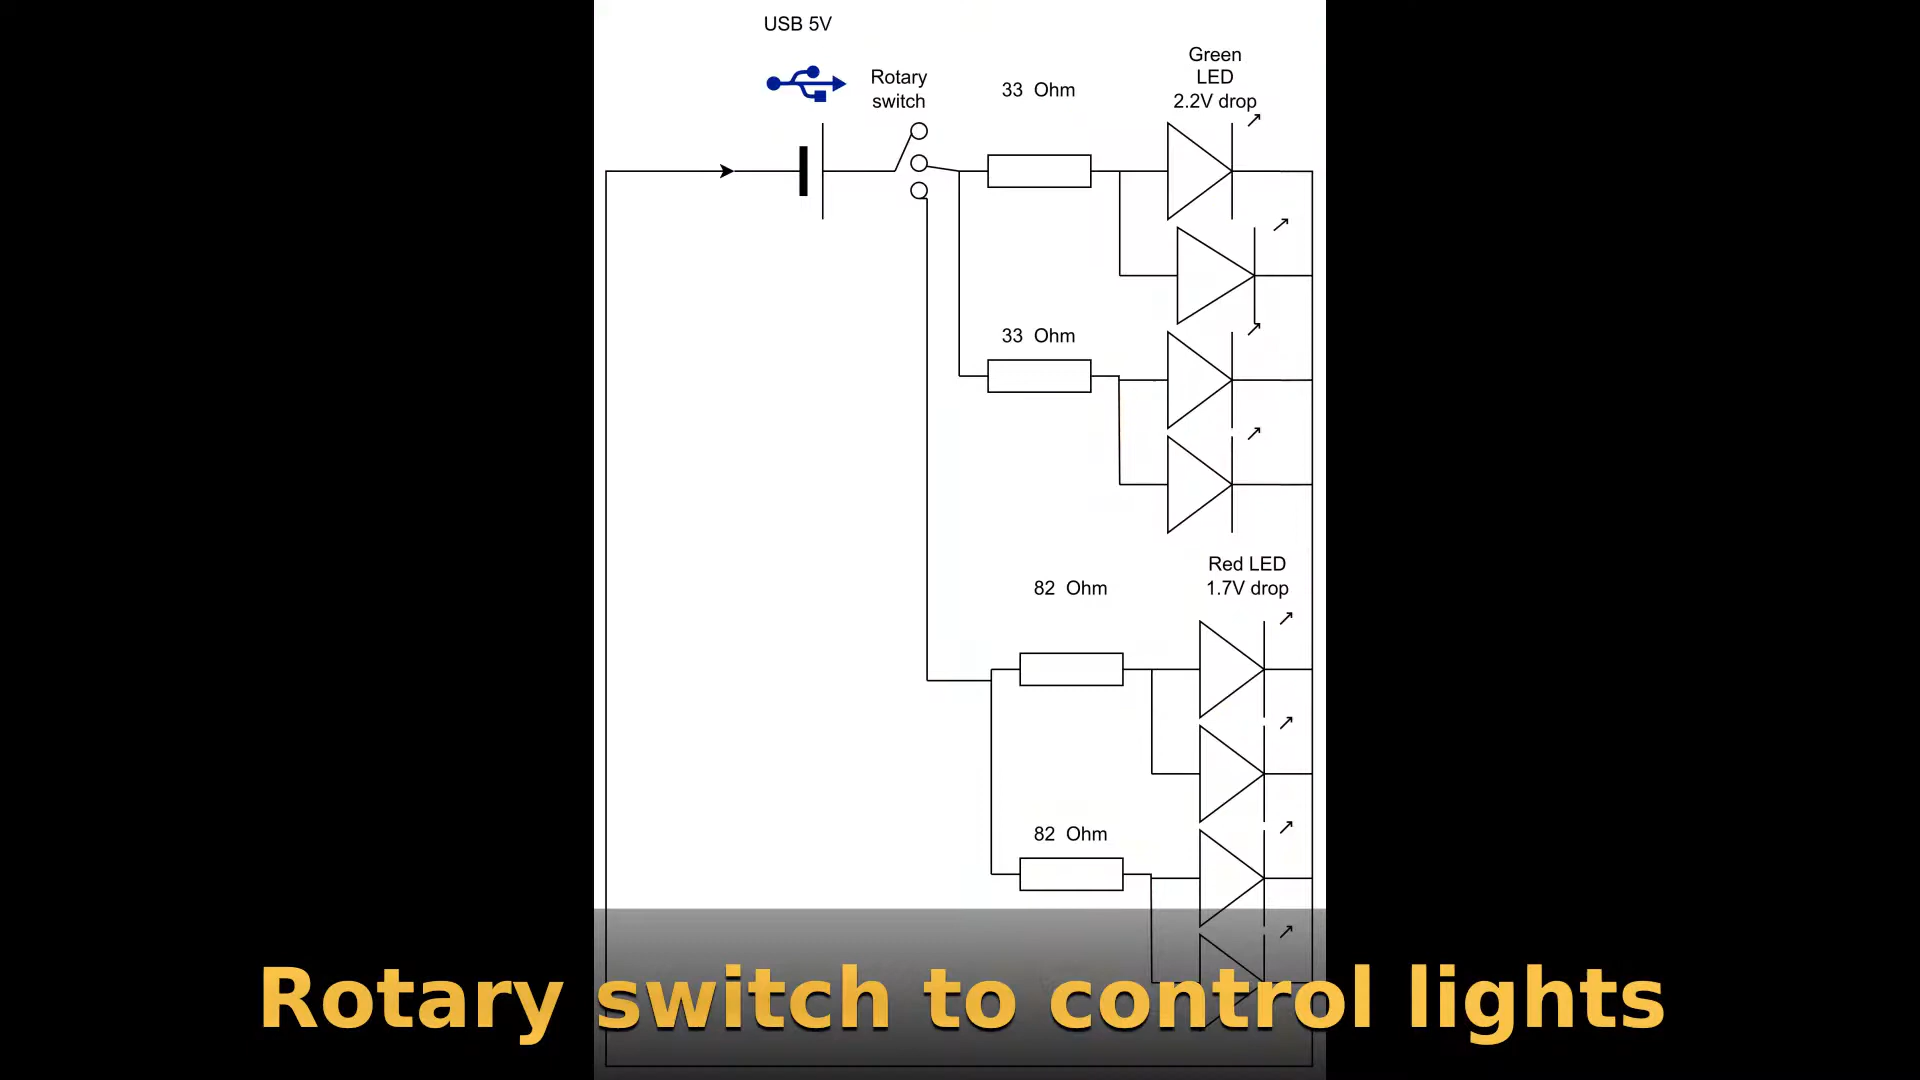 USB 5V
Rotary
switch
33 Ohm
Green
LED
2.2V drop
33 Ohm
Red LED
1.7V drop
82 Ohm
82 Ohm
Rotary switch to control lights